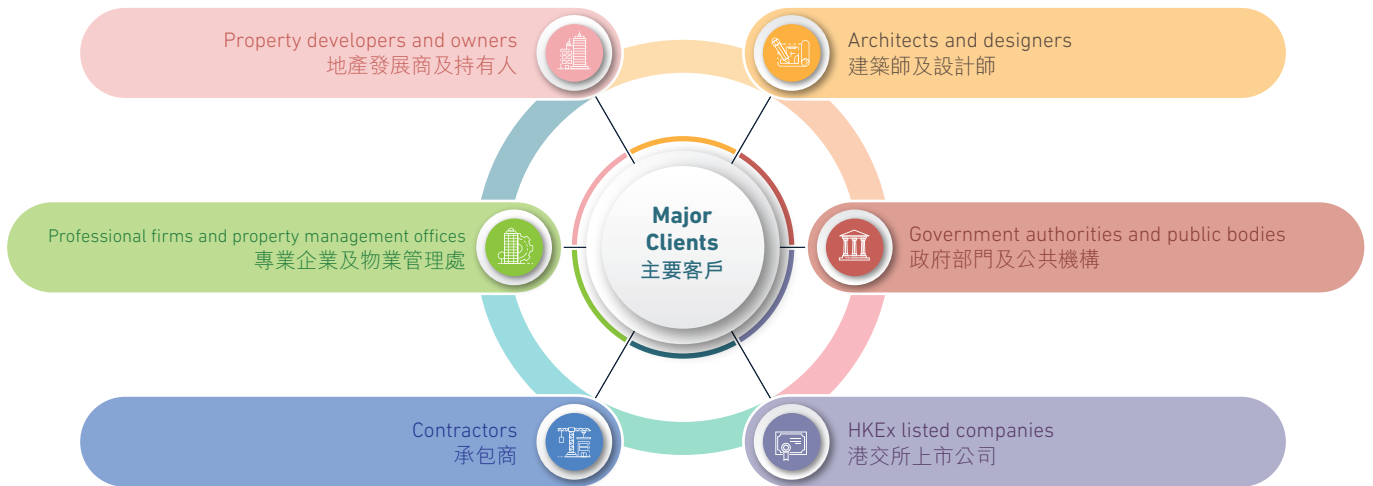 Property developers and owners
地產發展商及持有人
Architects and designers
建築師及設計師
Professional firms and property management offices
專業企業及物業管理處
Major
Clients
主要客戶
Government authorities and public bodies
政府部門及公共機構
Contractors
承包商
HKEx listed companies
港交所上市公司